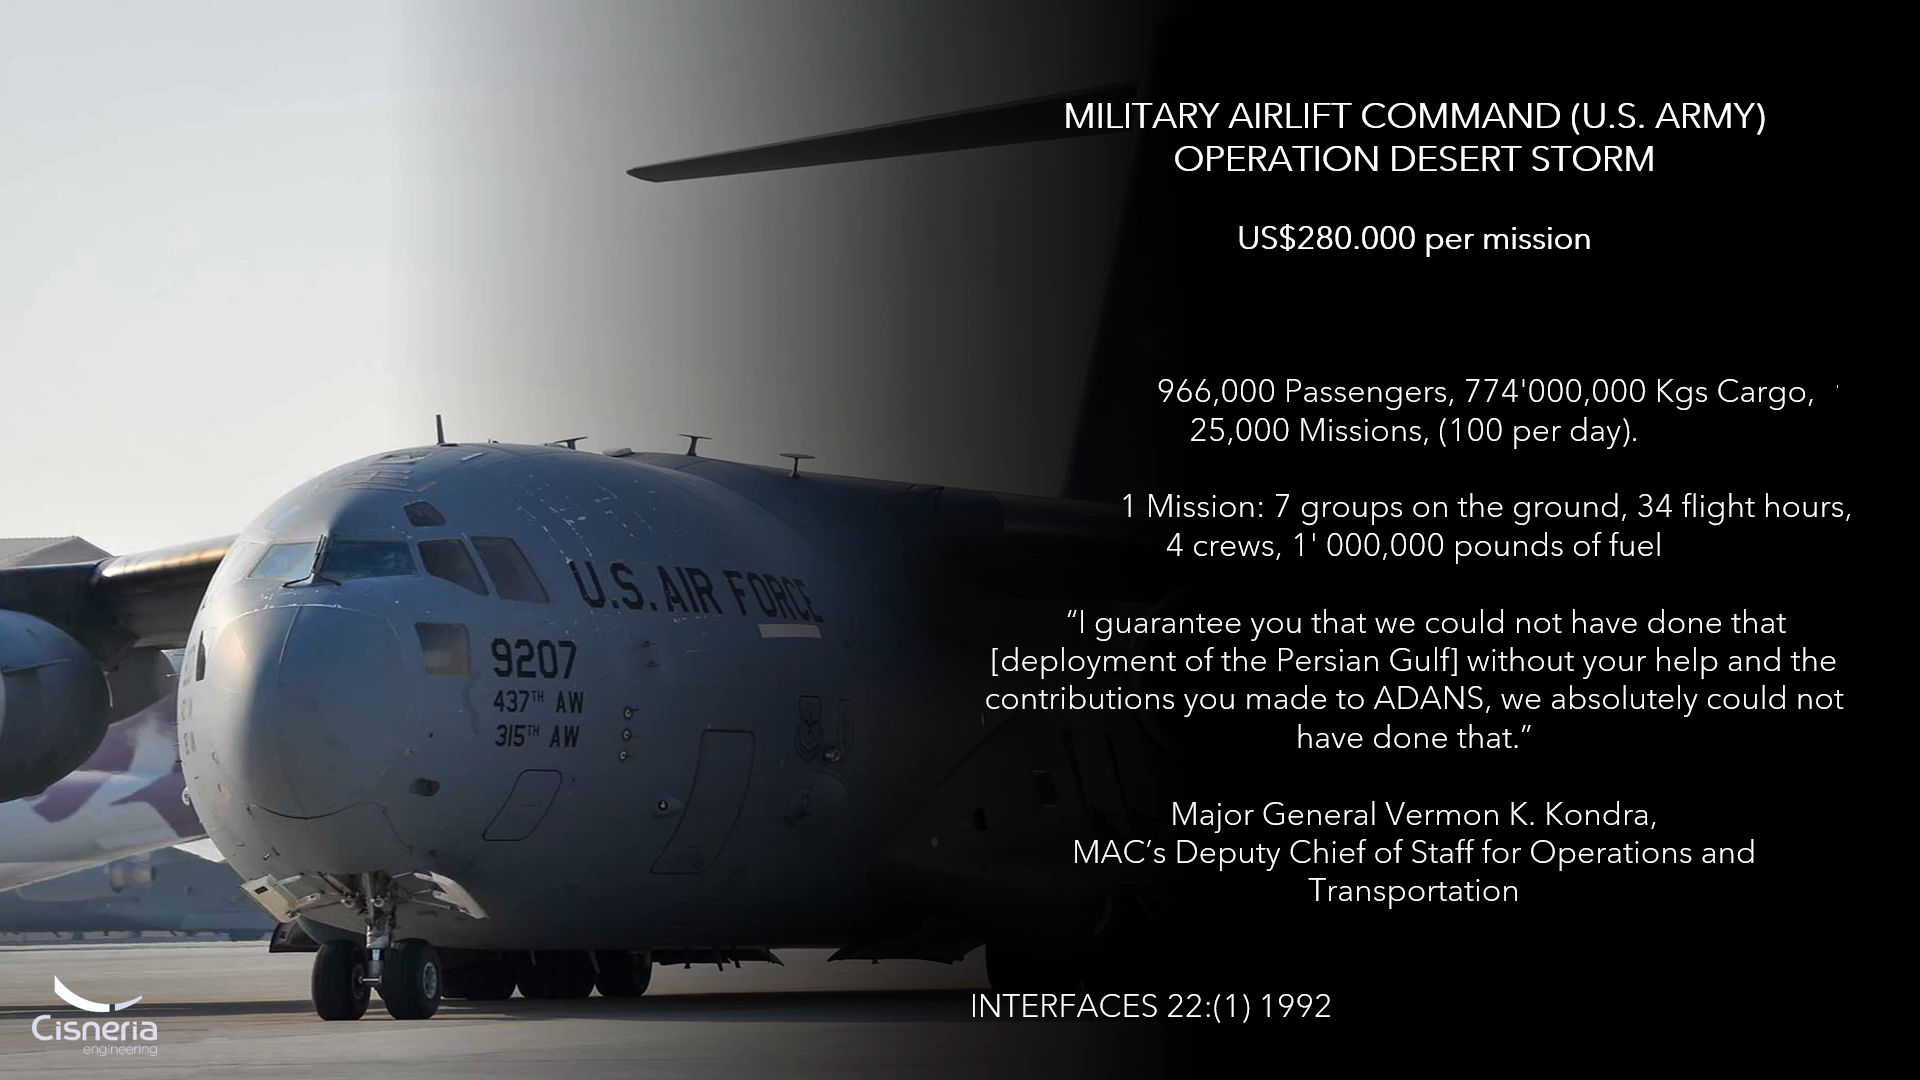 MILITARY AIRLIFT COMMAND (U.S. ARMY)
OPERATION DESERT STORM
US$280.000 per mission
966,000 Passengers, 774'000,000 Kgs Cargo,
25,000 Missions, (100 per day).
1 Mission: 7 groups on the ground, 34 flight hours,
4 crews, 1' 000,000 pounds of fuel
“I guarantee you that we could not have done that
[deployment of the Persian Gulf] without your help and the
contributions you made to ADANS, we absolutely could not
have done that.”
Major General Vermon K. Kondra,
MAC’s Deputy Chief of Staff for Operations and
Transportation
INTERFACES 22:(1) 1992
U.S. AIR FORCE
9207
437TH AW
315TH AW
Cisneria
engineering